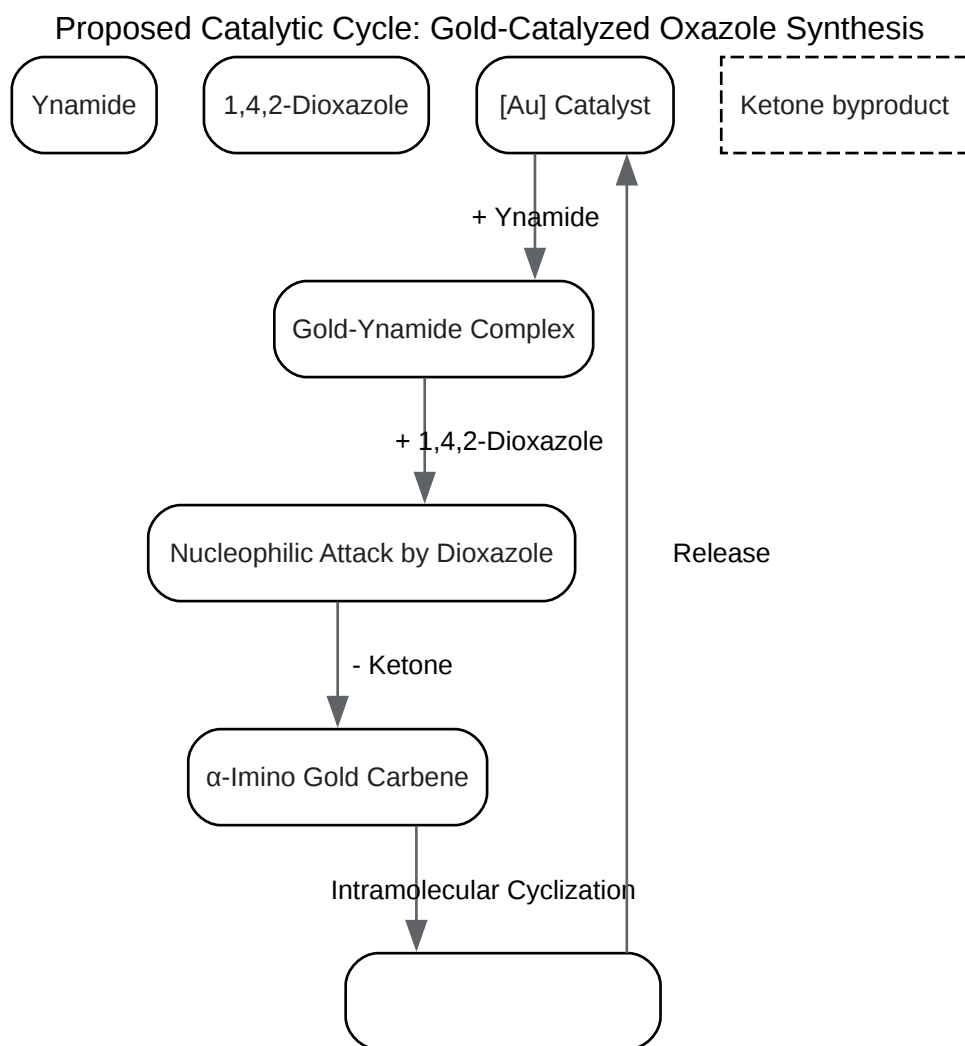 Proposed Catalytic Cycle: Gold-Catalyzed Oxazole Synthesis
Ynamide
1,4,2-Dioxazole
[Au] Catalyst
Ketone byproduct
+ Ynamide
Gold-Ynamide Complex
+ 1,4,2-Dioxazole
Nucleophilic Attack by Dioxazole
Release
- Ketone
α-Imino Gold Carbene
Intramolecular Cyclization